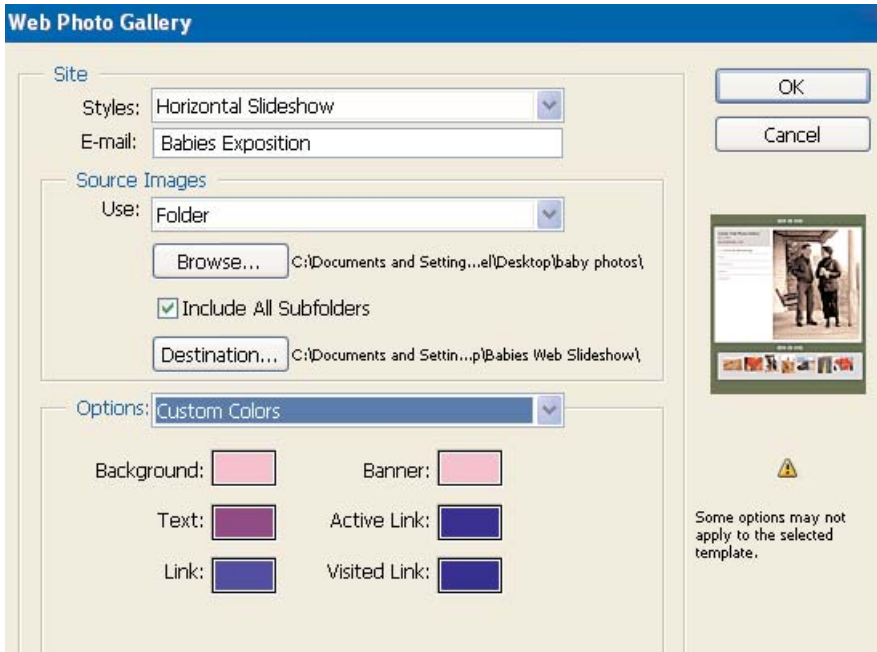 Web Photo Gallery
Site
Styles: Horizontal Slideshow
E-mail: Babies Exposition
Source Images
Use: Folder
Browse... C:\Documents and Setting...el\Desktop\baby photos\
Include All Subfolders
Destination... C:\Documents and Settin...p\Babies Web Slideshow\
Options: Custom Colors
Background:
Banner:
Text:
Active Link:
Link:
Visited Link:
OK
Cancel
Some options may not
apply to the selected
template.